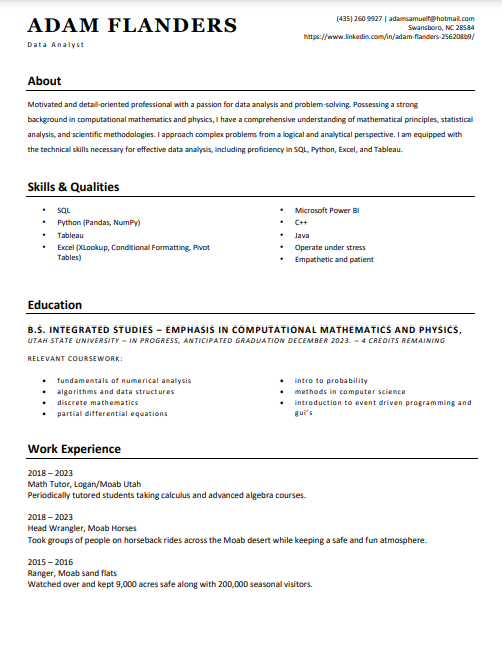 ADAM FLANDERS
Data Analyst
(435) 260 9927 | adamsamuelf@hotmail.com
Swansboro, NC 28584
https://www.linkedin.com/in/adam-flanders-256208b9/
About
Motivated and detail-oriented professional with a passion for data analysis and problem-solving. Possessing a strong
background in computational mathematics and physics, I have a comprehensive understanding of mathematical principles, statistical
analysis, and scientific methodologies. I approach complex problems from a logical and analytical perspective. I am equipped with
the technical skills necessary for effective data analysis, including proficiency in SQL, Python, Excel, and Tableau.
Skills & Qualities
• SQL
• Python (Pandas, NumPy)
• Tableau
• Excel (XLookup, Conditional Formatting, Pivot
Tables)
• Microsoft Power BI
• C++
• Java
• Operate under stress
• Empathetic and patient
Education
B.S. INTEGRATED STUDIES – EMPHASIS IN COMPUTATIONAL MATHEMATICS AND PHYSICS,
UTAH STATE UNIVERSITY – IN PROGRESS, ANTICIPATED GRADUATION DECEMBER 2023. – 4 CREDITS REMAINING
RELEVANT COURSEWORK:
• fundamentals of numerical analysis
• algorithms and data structures
• discrete mathematics
• partial differential equations
• intro to probability
• methods in computer science
• introduction to event driven programming and
gui's
Work Experience
2018 – 2023
Math Tutor, Logan/Moab Utah
Periodically tutored students taking calculus and advanced algebra courses.
2018 – 2023
Head Wrangler, Moab Horses
Took groups of people on horseback rides across the Moab desert while keeping a safe and fun atmosphere.
2015 – 2016
Ranger, Moab sand flats
Watched over and kept 9,000 acres safe along with 200,000 seasonal visitors.